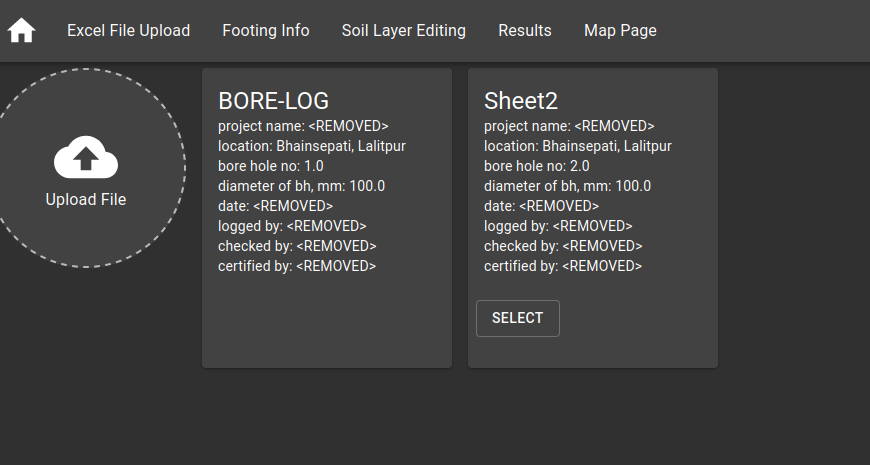 Excel File Upload Footing Info Soil Layer Editing Results Map Page
Upload File
BORE-LOG
project name: <REMOVED>
location: Bhainsepati, Lalitpur
bore hole no: 1.0
diameter of bh, mm: 100.0
date: <REMOVED>
logged by: <REMOVED>
checked by: <REMOVED>
certified by: <REMOVED>
Sheet2
project name: <REMOVED>
location: Bhainsepati, Lalitpur
bore hole no: 2.0
diameter of bh, mm: 100.0
date: <REMOVED>
logged by: <REMOVED>
checked by: <REMOVED>
certified by: <REMOVED>
SELECT